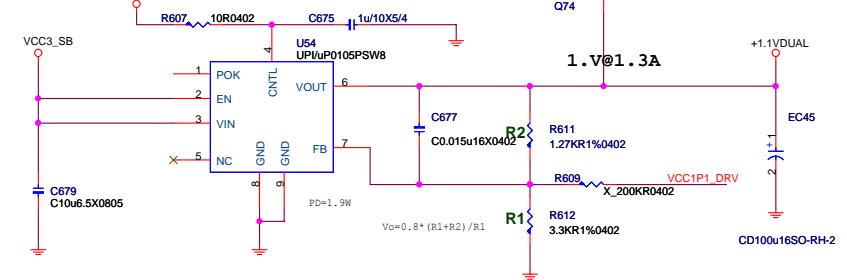 Q74
R607
10R0402
C675
1u/10X5/4
VCC3_SB
U54
UPI/uP0105PSW8
1.V@1.3A
+1.1VDUAL
4
1
POK
CNTL
VOUT
6
2
EN
3
VIN
5
NC
GND
GND
FB
7
8
9
C677
C0.015u16X0402
R2
R611
1.27KR1%0402
EC45
+
1
2
R609
X_200KR0402
VCC1P1_DRV
C679
C10u6.5X0805
PD=1.9W
Vo=0.8*(R1+R2)/R1
R1
R612
3.3KR1%0402
CD100u16SO-RH-2